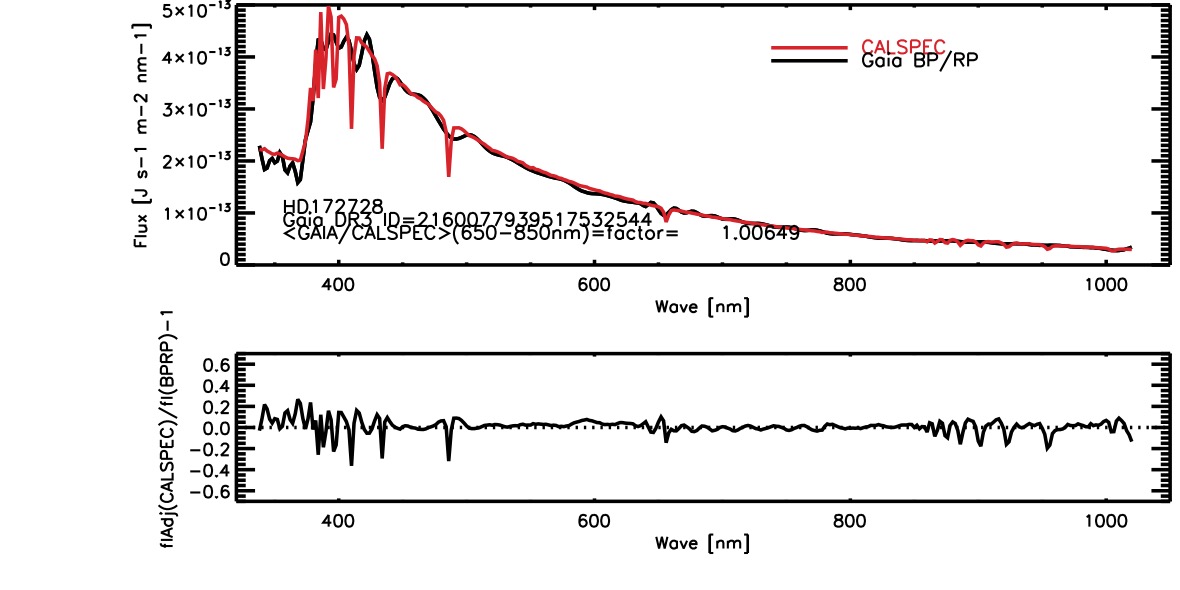 5×10−13
4×10−13
3×10−13
2×10−13
1×10−13
0
Flux [J s−1 m−2 nm−1]
CALSPEC
Gaia BP/RP
HD172728
Gaia DR3 ID=2160077939517532544
<GAIA/CALSPEC>(650−850nm)=factor= 1.00649
400 600 800 1000
Wave [nm]
flAdj(CALSPEC)/fl(BPRP)−1
0.6
0.4
0.2
0.0
−0.2
−0.4
−0.6
400 600 800 1000
Wave [nm]